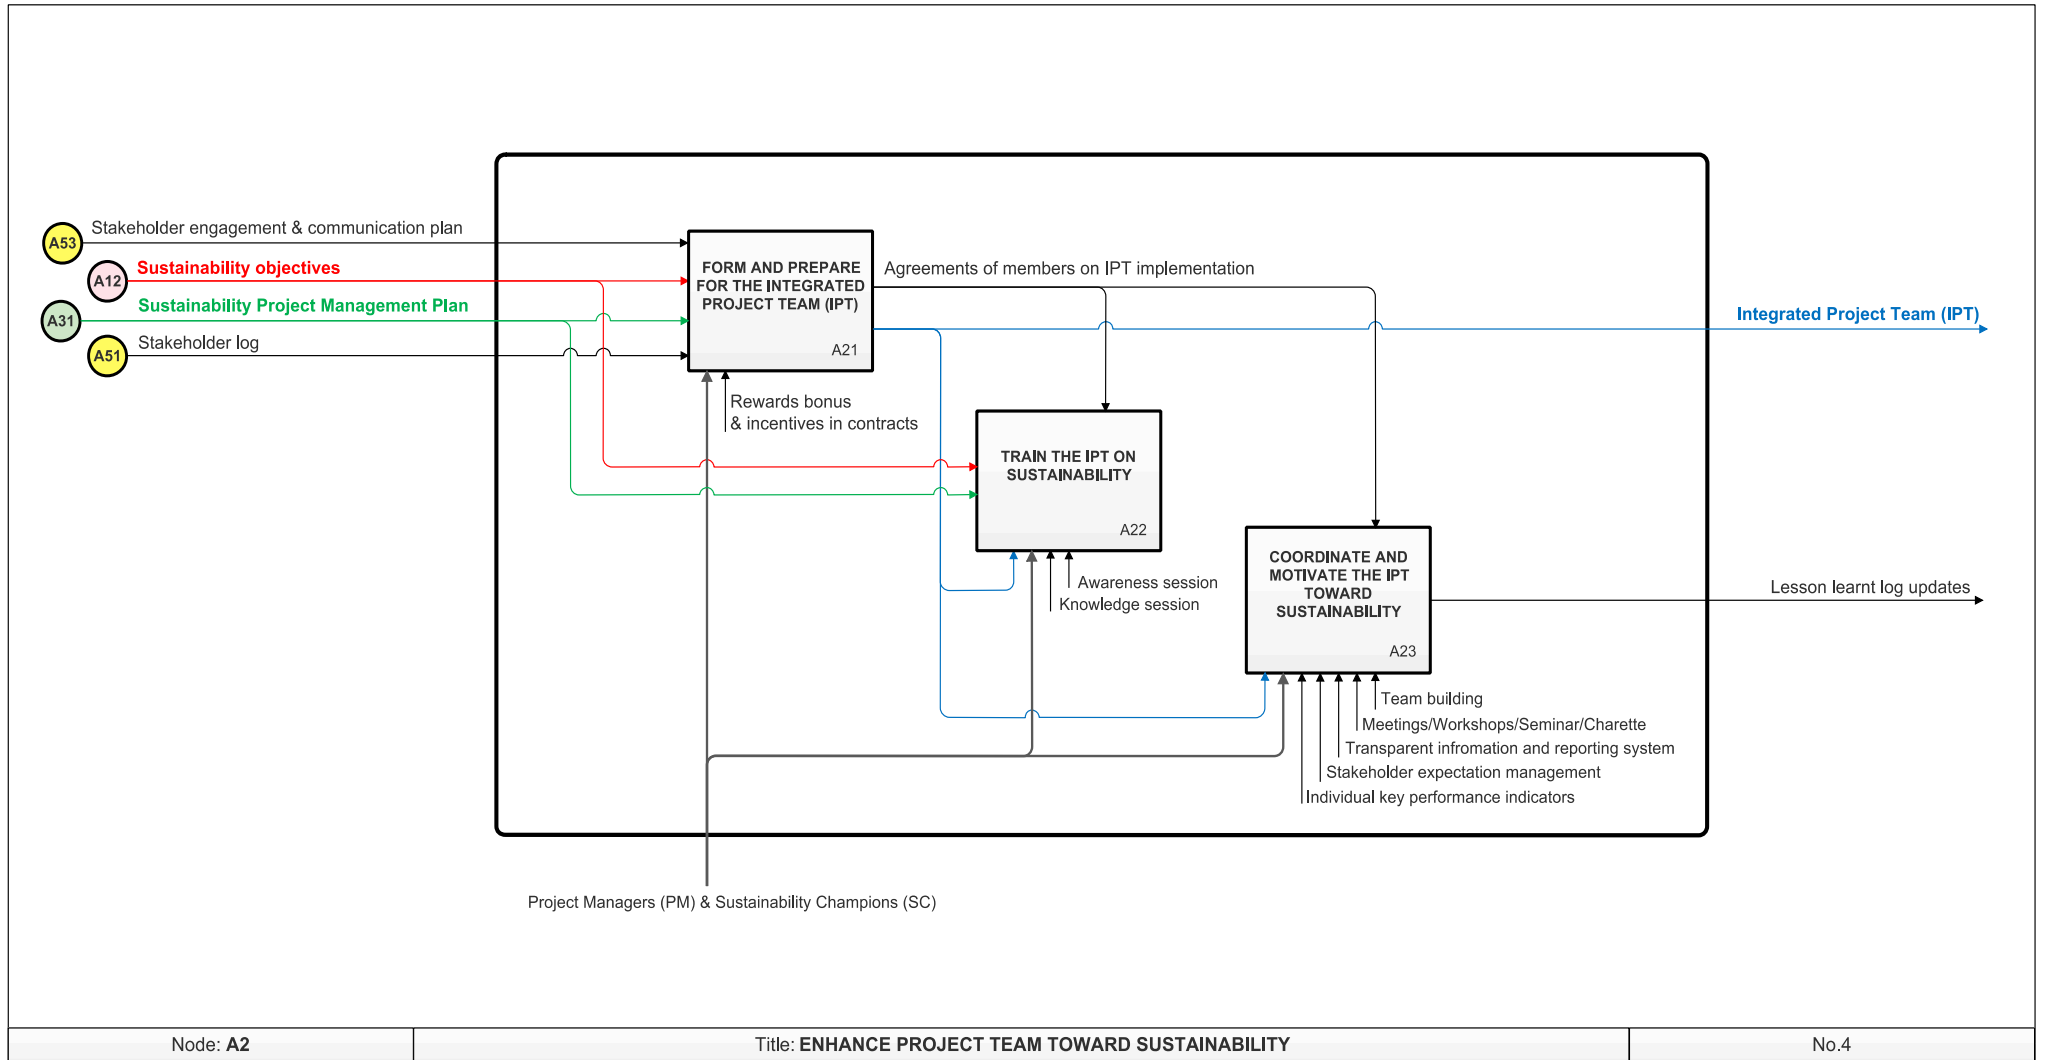 A53
Stakeholder engagement & communication plan
A12
Sustainability objectives
A31
Sustainability Project Management Plan
A51
Stakeholder log
FORM AND PREPARE
FOR THE INTEGRATED
PROJECT TEAM (IPT)
A21
Agreements of members on IPT implementation
Integrated Project Team (IPT)
Rewards bonus
& incentives in contracts
TRAIN THE IPT ON
SUSTAINABILITY
A22
Awareness session
Knowledge session
COORDINATE AND
MOTIVATE THE IPT
TOWARD
SUSTAINABILITY
A23
Lesson learnt log updates
Team building
Meetings/Workshops/Seminar/Charette
Transparent infromation and reporting system
Stakeholder expectation management
Individual key performance indicators
Project Managers (PM) & Sustainability Champions (SC)
Node: A2
Title: ENHANCE PROJECT TEAM TOWARD SUSTAINABILITY
No.4